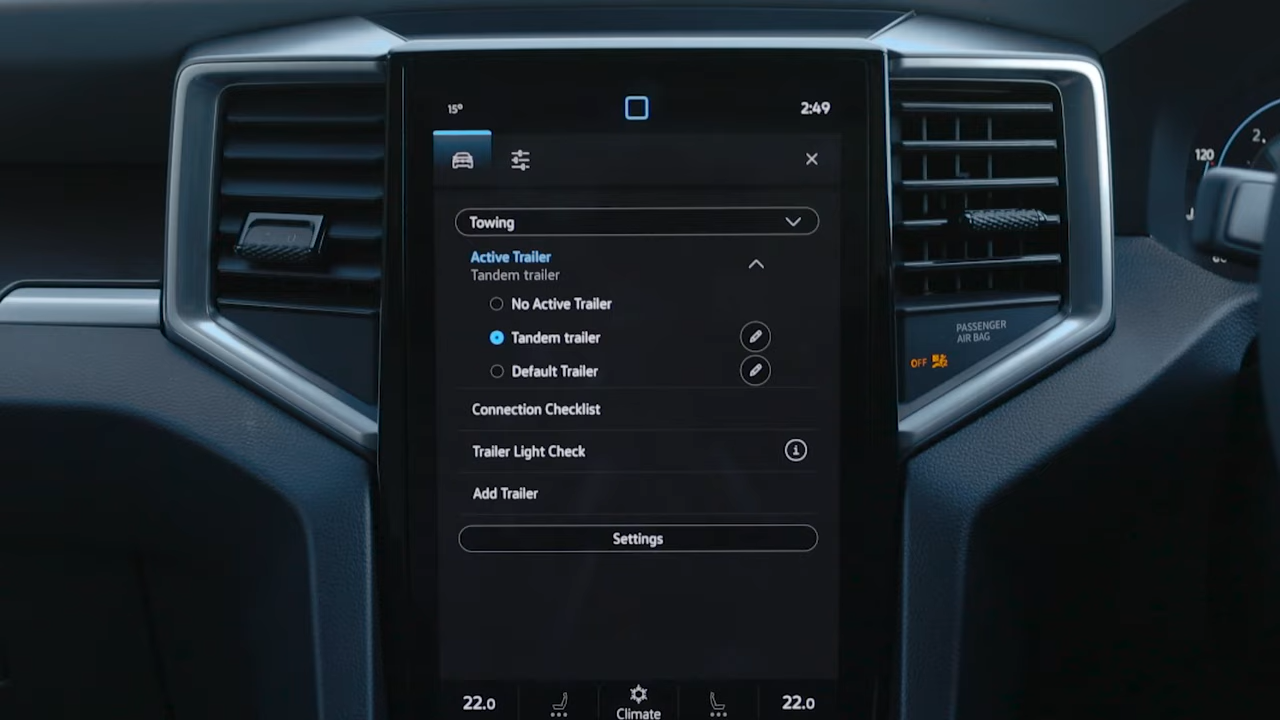 15°
2:49
Towing
Active Trailer
Tandem trailer
No Active Trailer
Tandem trailer
Default Trailer
Connection Checklist
Trailer Light Check
Add Trailer
Settings
22.0
Climate
22.0
PASSENGER
AIR BAG
OFF
120
2